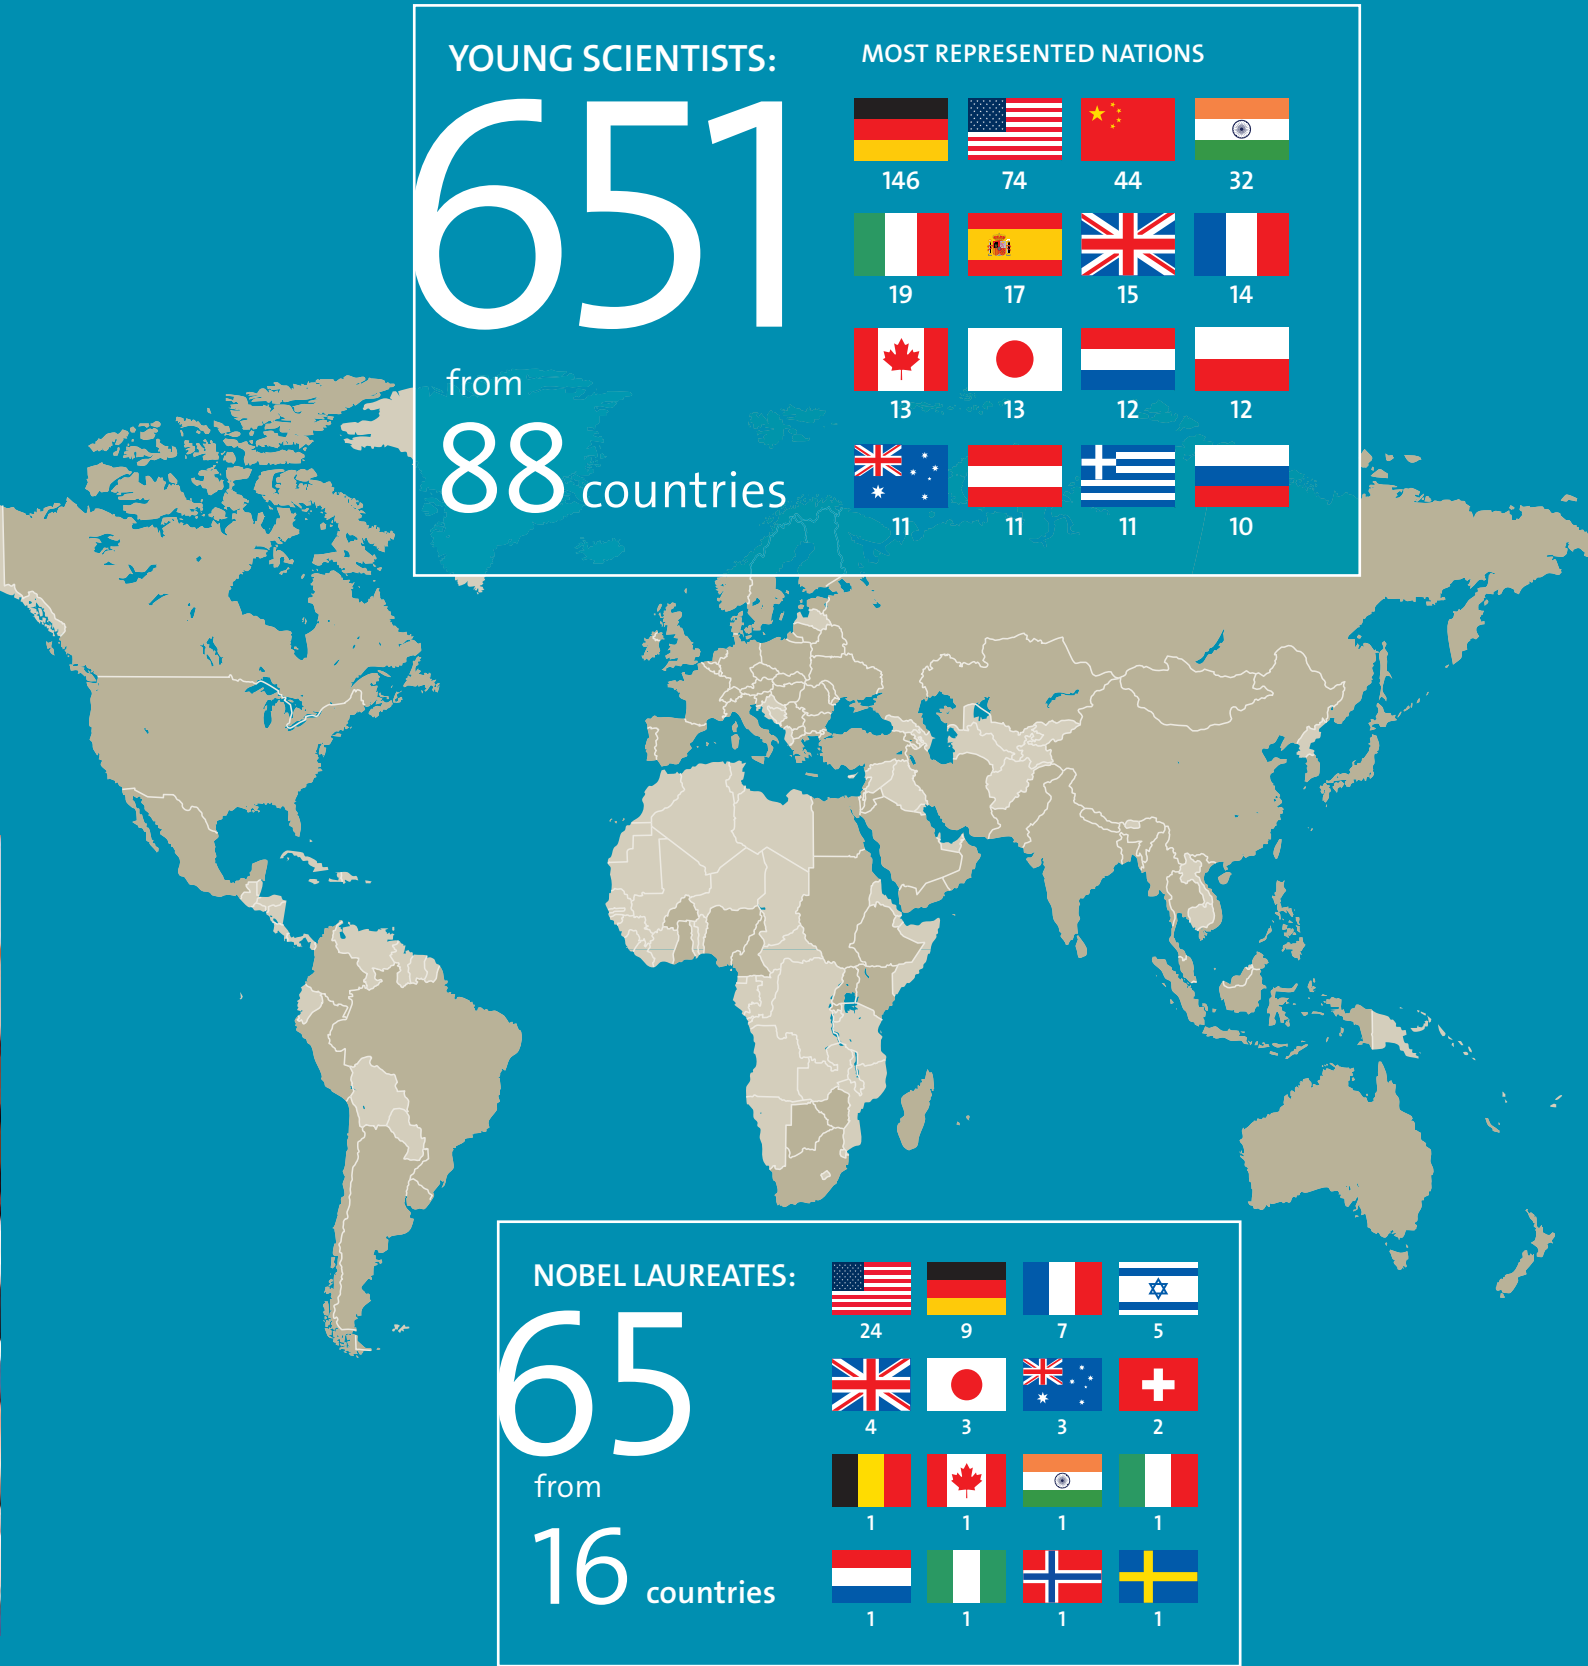 YOUNG SCIENTISTS:
651
from
88 countries
MOST REPRESENTED NATIONS
146 74 44 32
19 17 15 14
13 13 12 12
11 11 11 10
NOBEL LAUREATES:
65
from
16 countries
24 9 7 5
4 3 3 2
1 1 1 1
1 1 1 1